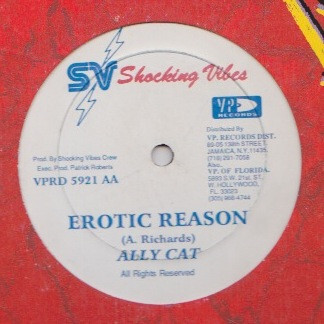 SV Shocking Vibes
VP
RECORDS
Distributed By
VP. RECORDS DIST.
89-05 138th STREET,
JAMAICA, N.Y. 11435
(718) 291-7058
Also,
VP. OF FLORIDA.
5893 S.W. 21st. ST.,
W. HOLLYWOOD,
FL. 33023
(305) 966-4744
Prod. by Shocking Vibes Crew
Exec. Prod. Patrick Roberts
VPRD 5921 AA
EROTIC REASON
(A. Richards)
ALLY CAT
All Rights Reserved